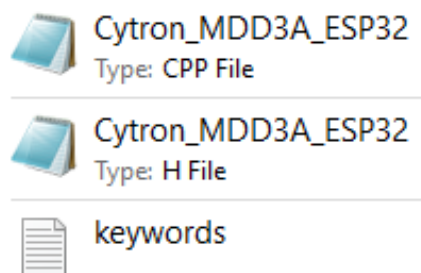 Cytron_MDD3A_ESP32
Type: CPP File
Cytron_MDD3A_ESP32
Type: H File
keywords